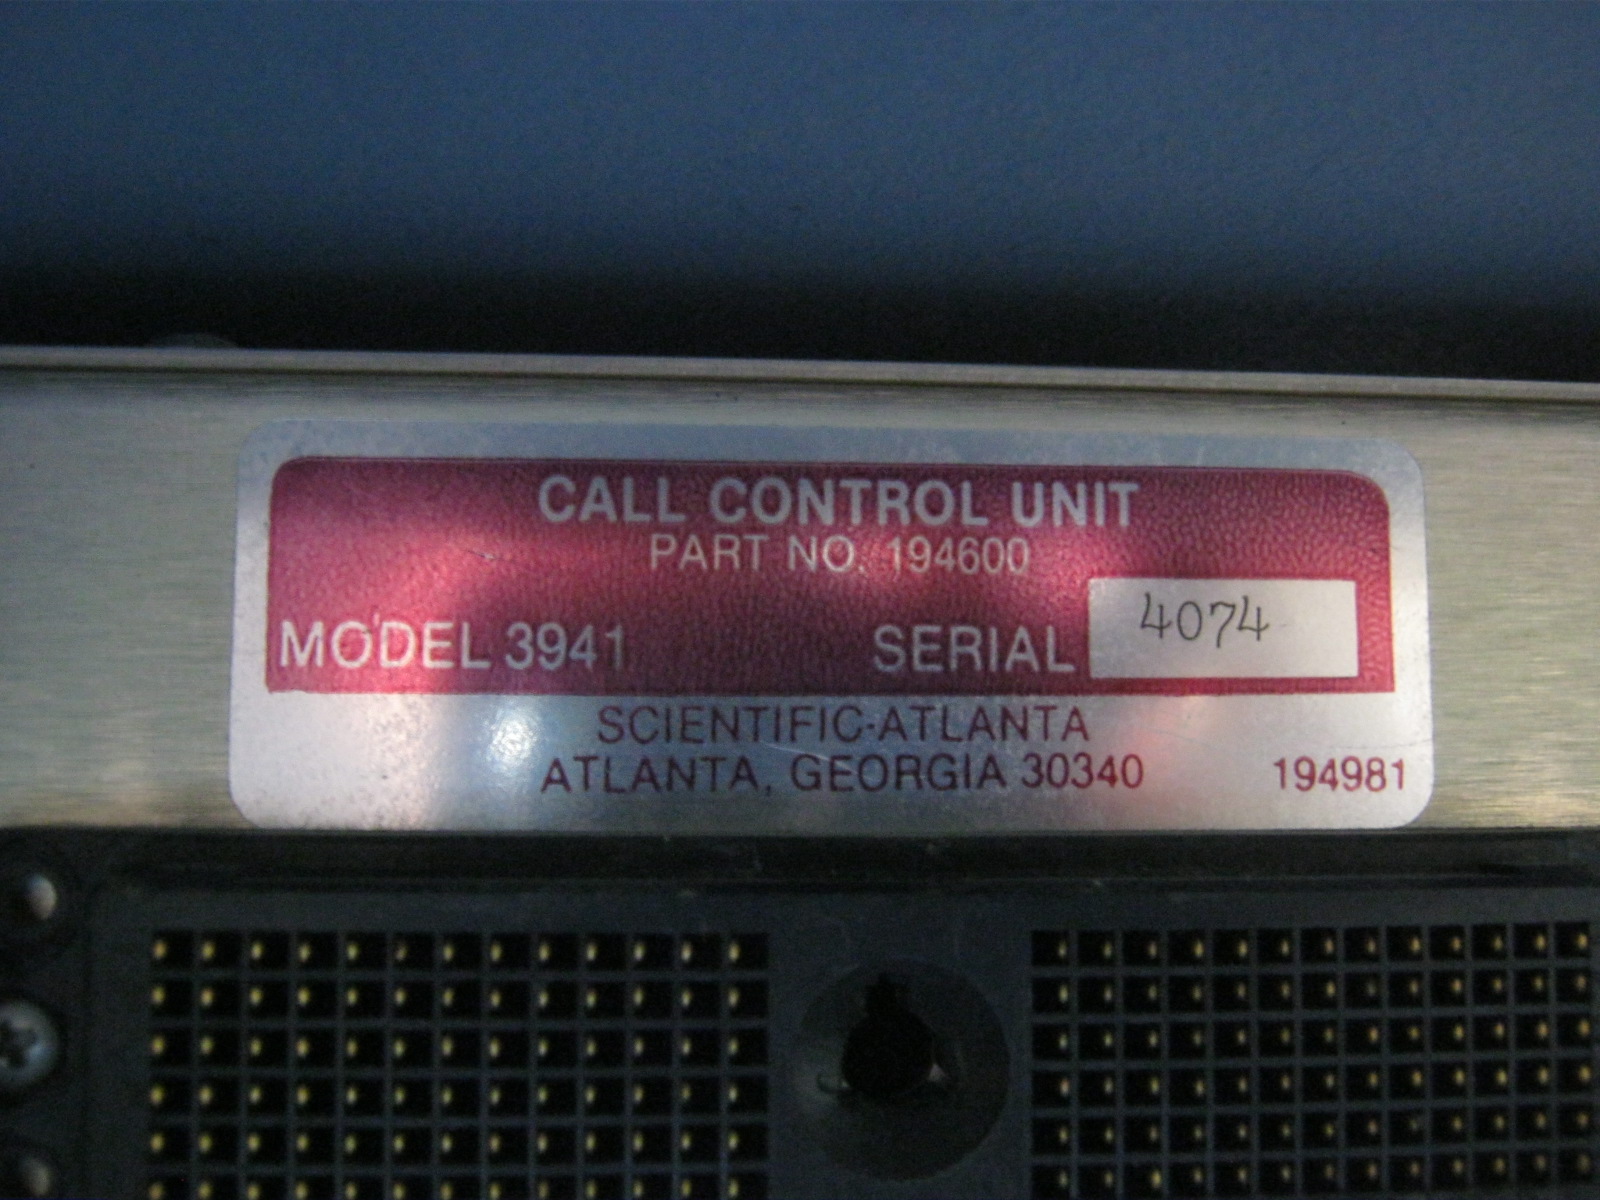 CALL CONTROL UNIT
PART NO. 194600
MODEL 3941 SERIAL 4074
SCIENTIFIC-ATLANTA
ATLANTA, GEORGIA 30340 194981